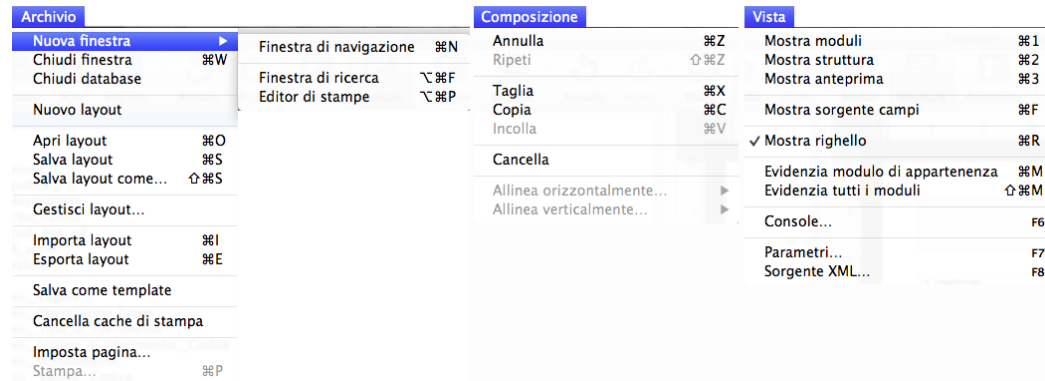 Archivio
Nuova finestra ▶
Chiudi finestra ⌘W
Chiudi database
Nuovo layout
Apri layout ⌘O
Salva layout ⌘S
Salva layout come... ⇧⌘S
Gestisci layout...
Importa layout ⌘I
Esporta layout ⌘E
Salva come template
Cancella cache di stampa
Imposta pagina...
Stampa... ⌘P
Finestra di navigazione ⌘N
Finestra di ricerca ⌥⌘F
Editor di stampe ⌥⌘P
Composizione
Annulla ⌘Z
Ripeti ⇧⌘Z
Taglia ⌘X
Copia ⌘C
Incolla ⌘V
Cancella
Allinea orizzontalmente... ▶
Allinea verticalmente... ▶
Vista
Mostra moduli ⌘1
Mostra struttura ⌘2
Mostra anteprima ⌘3
Mostra sorgente campi ⌘F
✓ Mostra righello ⌘R
Evidenzia modulo di appartenenza ⌘M
Evidenzia tutti i moduli ⇧⌘M
Console... F6
Parametri... F7
Sorgente XML... F8